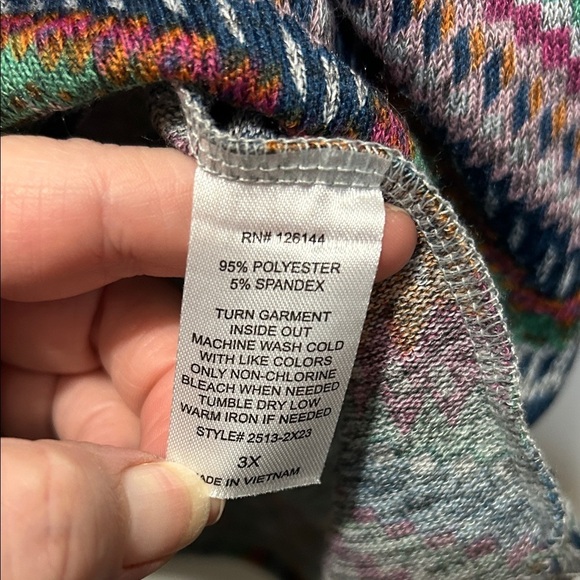 RN# 126144
95% POLYESTER
5% SPANDEX
TURN GARMENT
INSIDE OUT
MACHINE WASH COLD
WITH LIKE COLORS
ONLY NON-CHLORINE
BLEACH WHEN NEEDED
TUMBLE DRY LOW
WARM IRON IF NEEDED
STYLE# 2513-2X23
3X
MADE IN VIETNAM